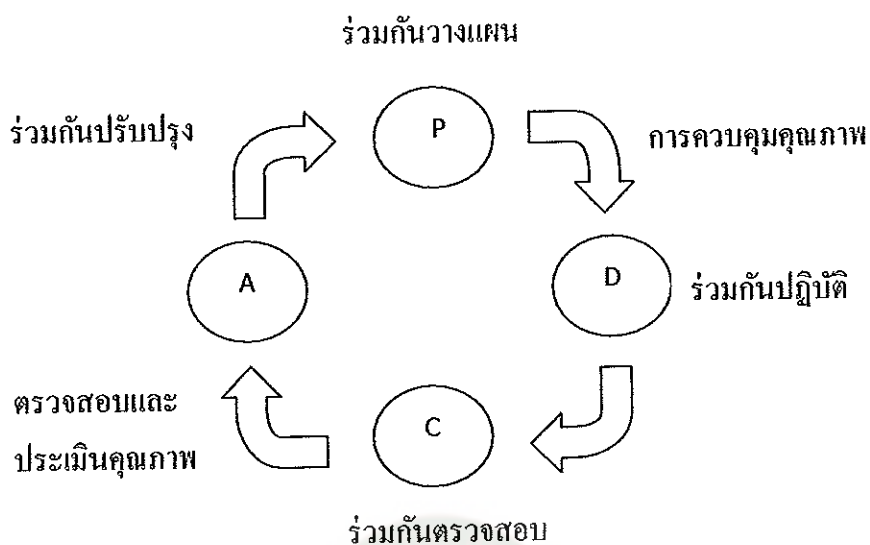 ร่วมกันวางแผน
ร่วมกันปรับปรุง
P
การควบคุมคุณภาพ
A
D
ร่วมกันปฏิบัติ
ตรวจสอบและ
ประเมินคุณภาพ
C
ร่วมกันตรวจสอบ